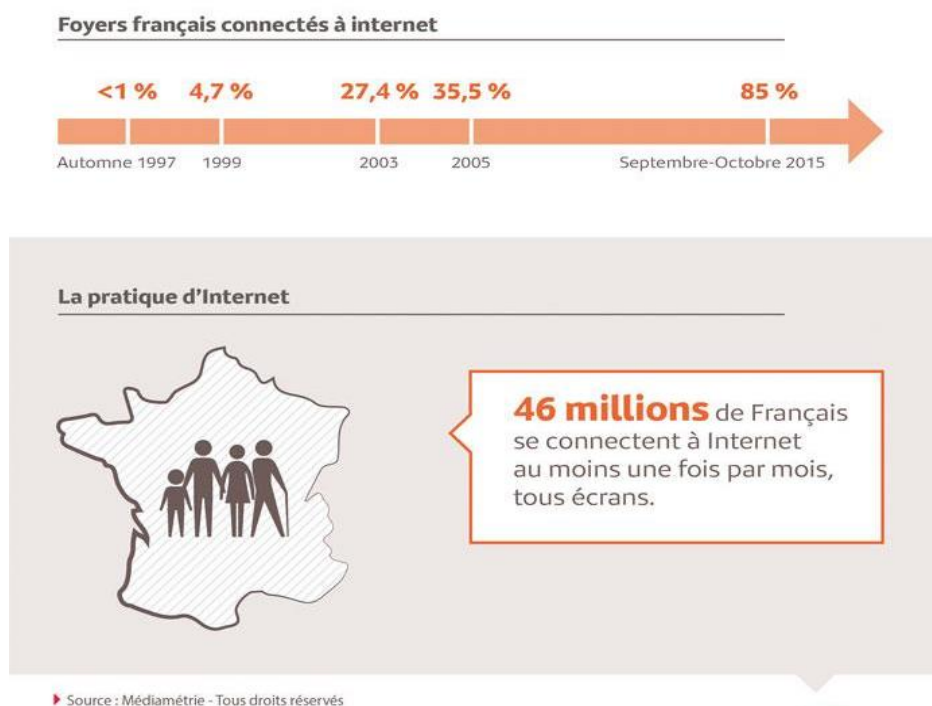 Foyers français connectés à internet
<1 % 4,7 % 27,4 % 35,5 % 85 %
Automne 1997 1999 2003 2005 Septembre-Octobre 2015
La pratique d'Internet
46 millions de Français
se connectent à Internet
au moins une fois par mois,
tous écrans.
Source : Médiamétrie - Tous droits réservés